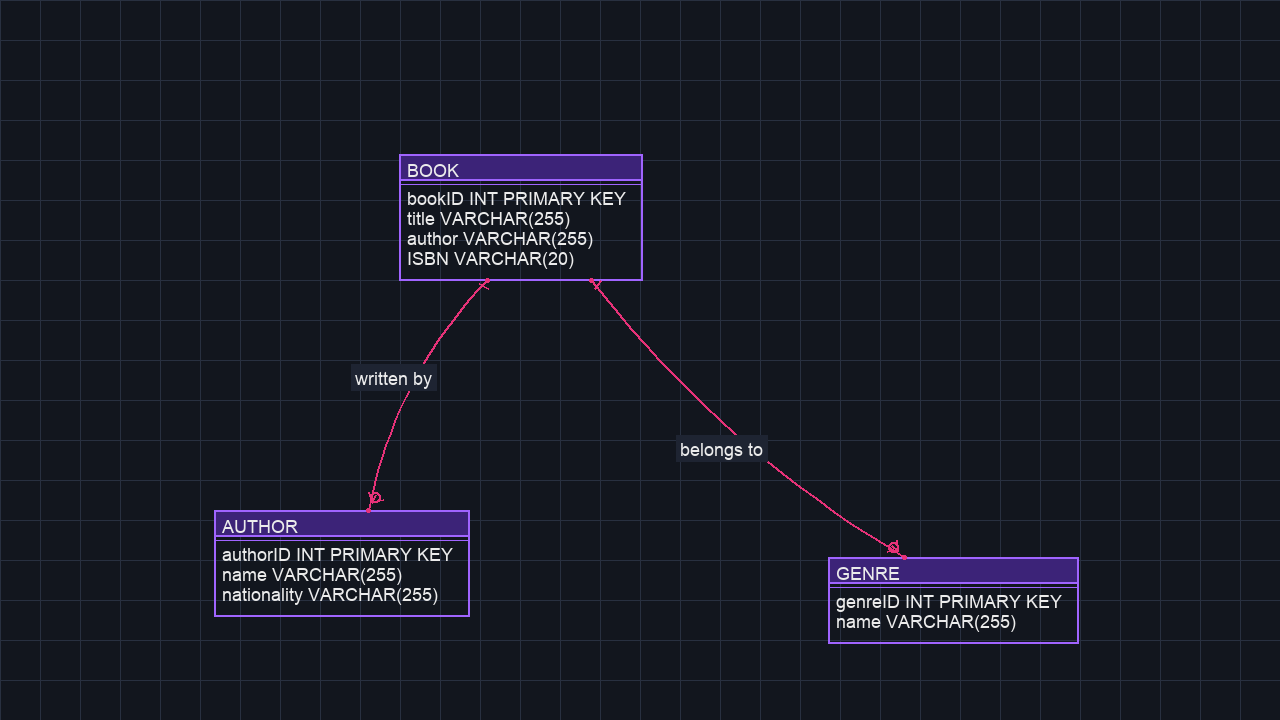 BOOK
bookID INT PRIMARY KEY
title VARCHAR(255)
author VARCHAR(255)
ISBN VARCHAR(20)
written by
belongs to
AUTHOR
authorID INT PRIMARY KEY
name VARCHAR(255)
nationality VARCHAR(255)
GENRE
genreID INT PRIMARY KEY
name VARCHAR(255)